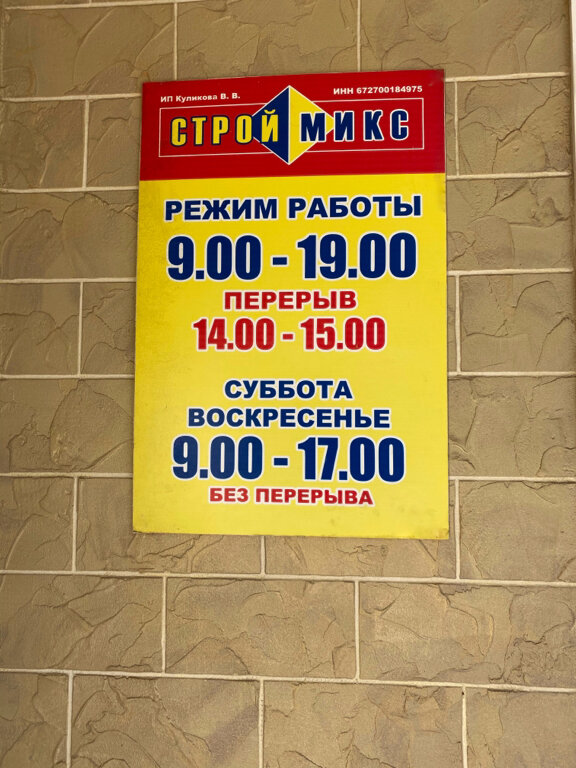 ИП Куликова В. В. ИНН 672700184975
СТРОЙ МИКС
РЕЖИМ РАБОТЫ
9.00 - 19.00
ПЕРЕРЫВ
14.00 - 15.00
СУББОТА
ВОСКРЕСЕНЬЕ
9.00 - 17.00
БЕЗ ПЕРЕРЫВА